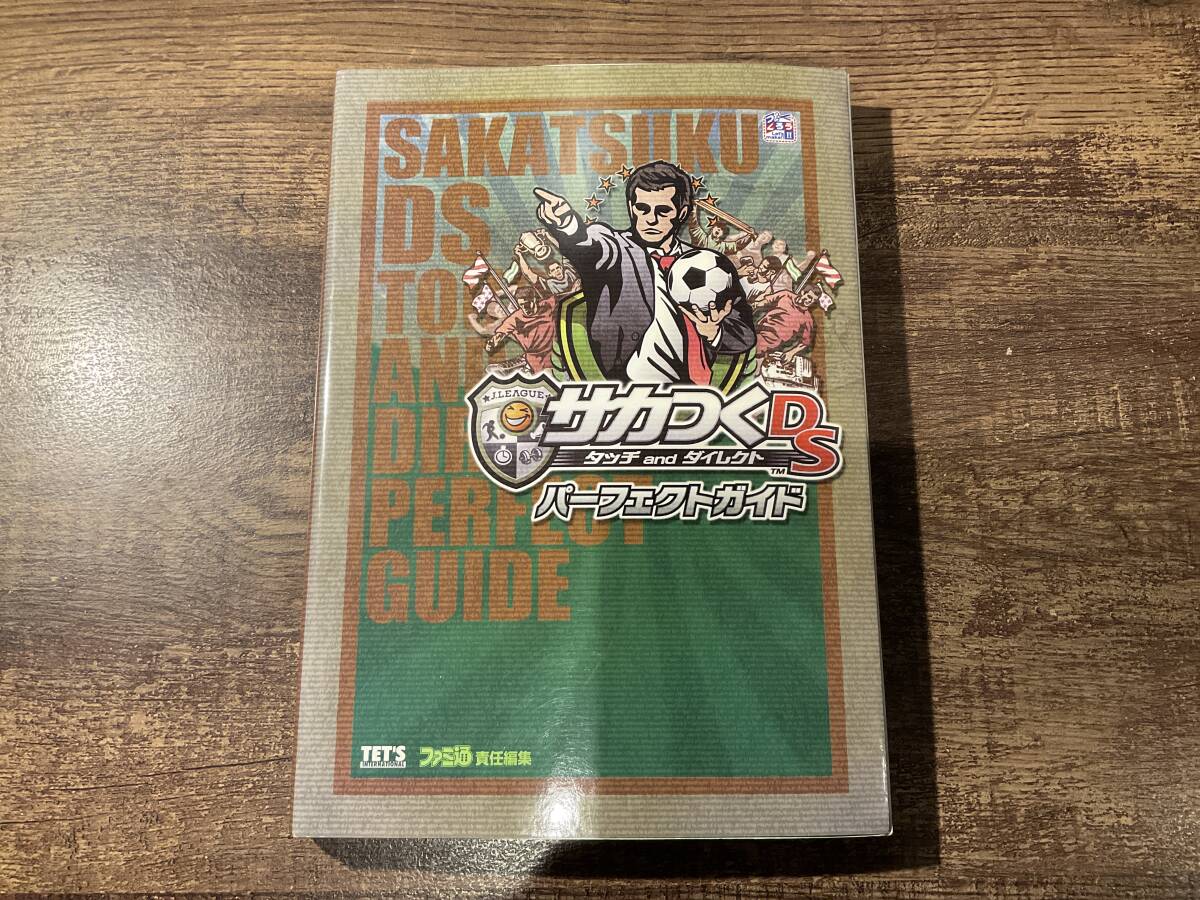 SAKATSUKU
DS
TO
AND
DI
PERFECT
GUIDE
J.LEAGUE
サカつくDS
タッチ and ダイレクト
TM
パーフェクトガイド
TET'S
INTERNATIONAL
ファミ通 責任編集